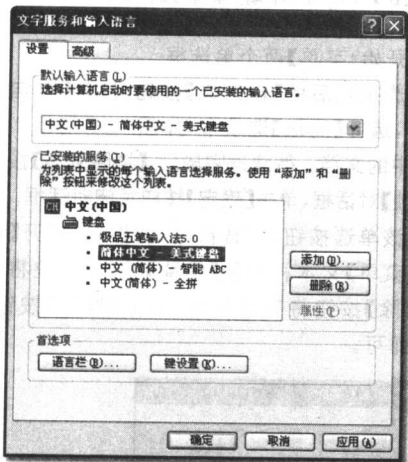 文字服务和输入语言
设置 高级
默认输入语言(L)
选择计算机启动时要使用的一个已安装的输入语言。
中文(中国) - 简体中文 - 美式键盘
已安装的服务(I)
为列表中显示的每个输入语言选择服务。使用“添加”和“删
除”按钮来修改这个列表。
CH 中文(中国)
键盘
· 极品五笔输入法5.0
· 简体中文 - 美式键盘
· 中文 (简体) - 智能 ABC
· 中文(简体) - 全拼
添加(D)...
删除(R)
属性(P)...
首选项
语言栏(B)...
键设置(K)...
确定
取消
应用(A)